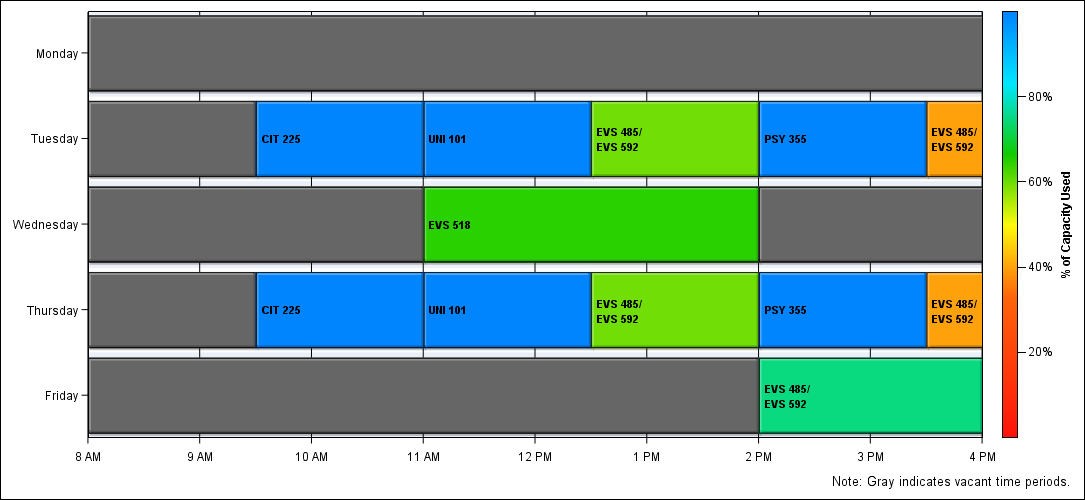 Monday
Tuesday
CIT 225
UNI 101
EVS 485/
EVS 592
PSY 355
EVS 485/
EVS 592
Wednesday
EVS 518
Thursday
CIT 225
UNI 101
EVS 485/
EVS 592
PSY 355
EVS 485/
EVS 592
Friday
EVS 485/
EVS 592
8 AM
9 AM
10 AM
11 AM
12 PM
1 PM
2 PM
3 PM
4 PM
80%
60%
40%
20%
% of Capacity Used
Note: Gray indicates vacant time periods.